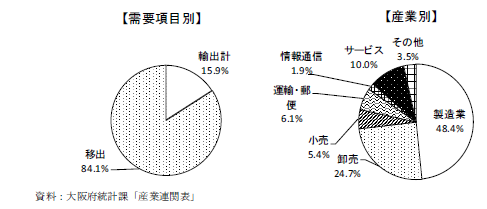 【需要項目別】
輸出計
15.9%
移出
84.1%
【産業別】
その他
3.5%
サービス
10.0%
情報通信
1.9%
運輸・郵
便
6.1%
小売
5.4%
卸売
24.7%
製造業
48.4%
資料：大阪府統計課「産業連関表」